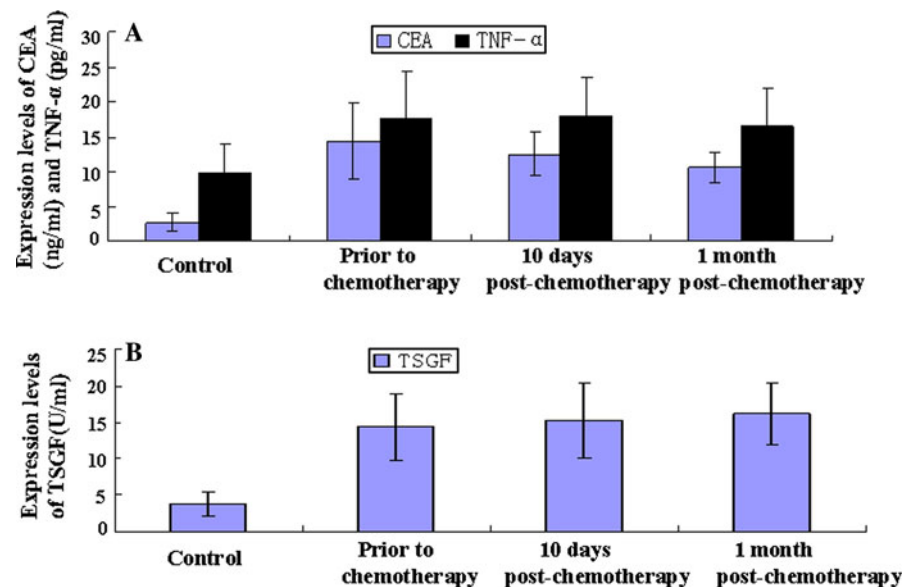 A
CEA TNF-α
Expression levels of CEA
(ng/ml) and TNF-α (pg/ml)
30
25
20
15
10
5
0
Control
Prior to
chemotherapy
10 days
post-chemotherapy
1 month
post-chemotherapy
B
TSGF
Expression levels
of TSGF(U/ml)
25
20
15
10
5
0
Control
Prior to
chemotherapy
10 days
post-chemotherapy
1 month
post-chemotherapy